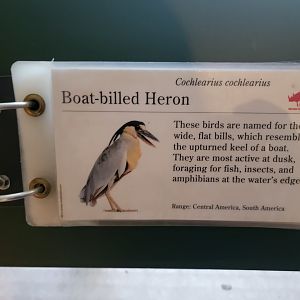 Cochlearius cochlearius
Boat-billed Heron
These birds are named for the
wide, flat bills, which resembl
the upturned keel of a boat.
They are most active at dusk,
foraging for fish, insects, and
amphibians at the water's edge
Range: Central America, South America